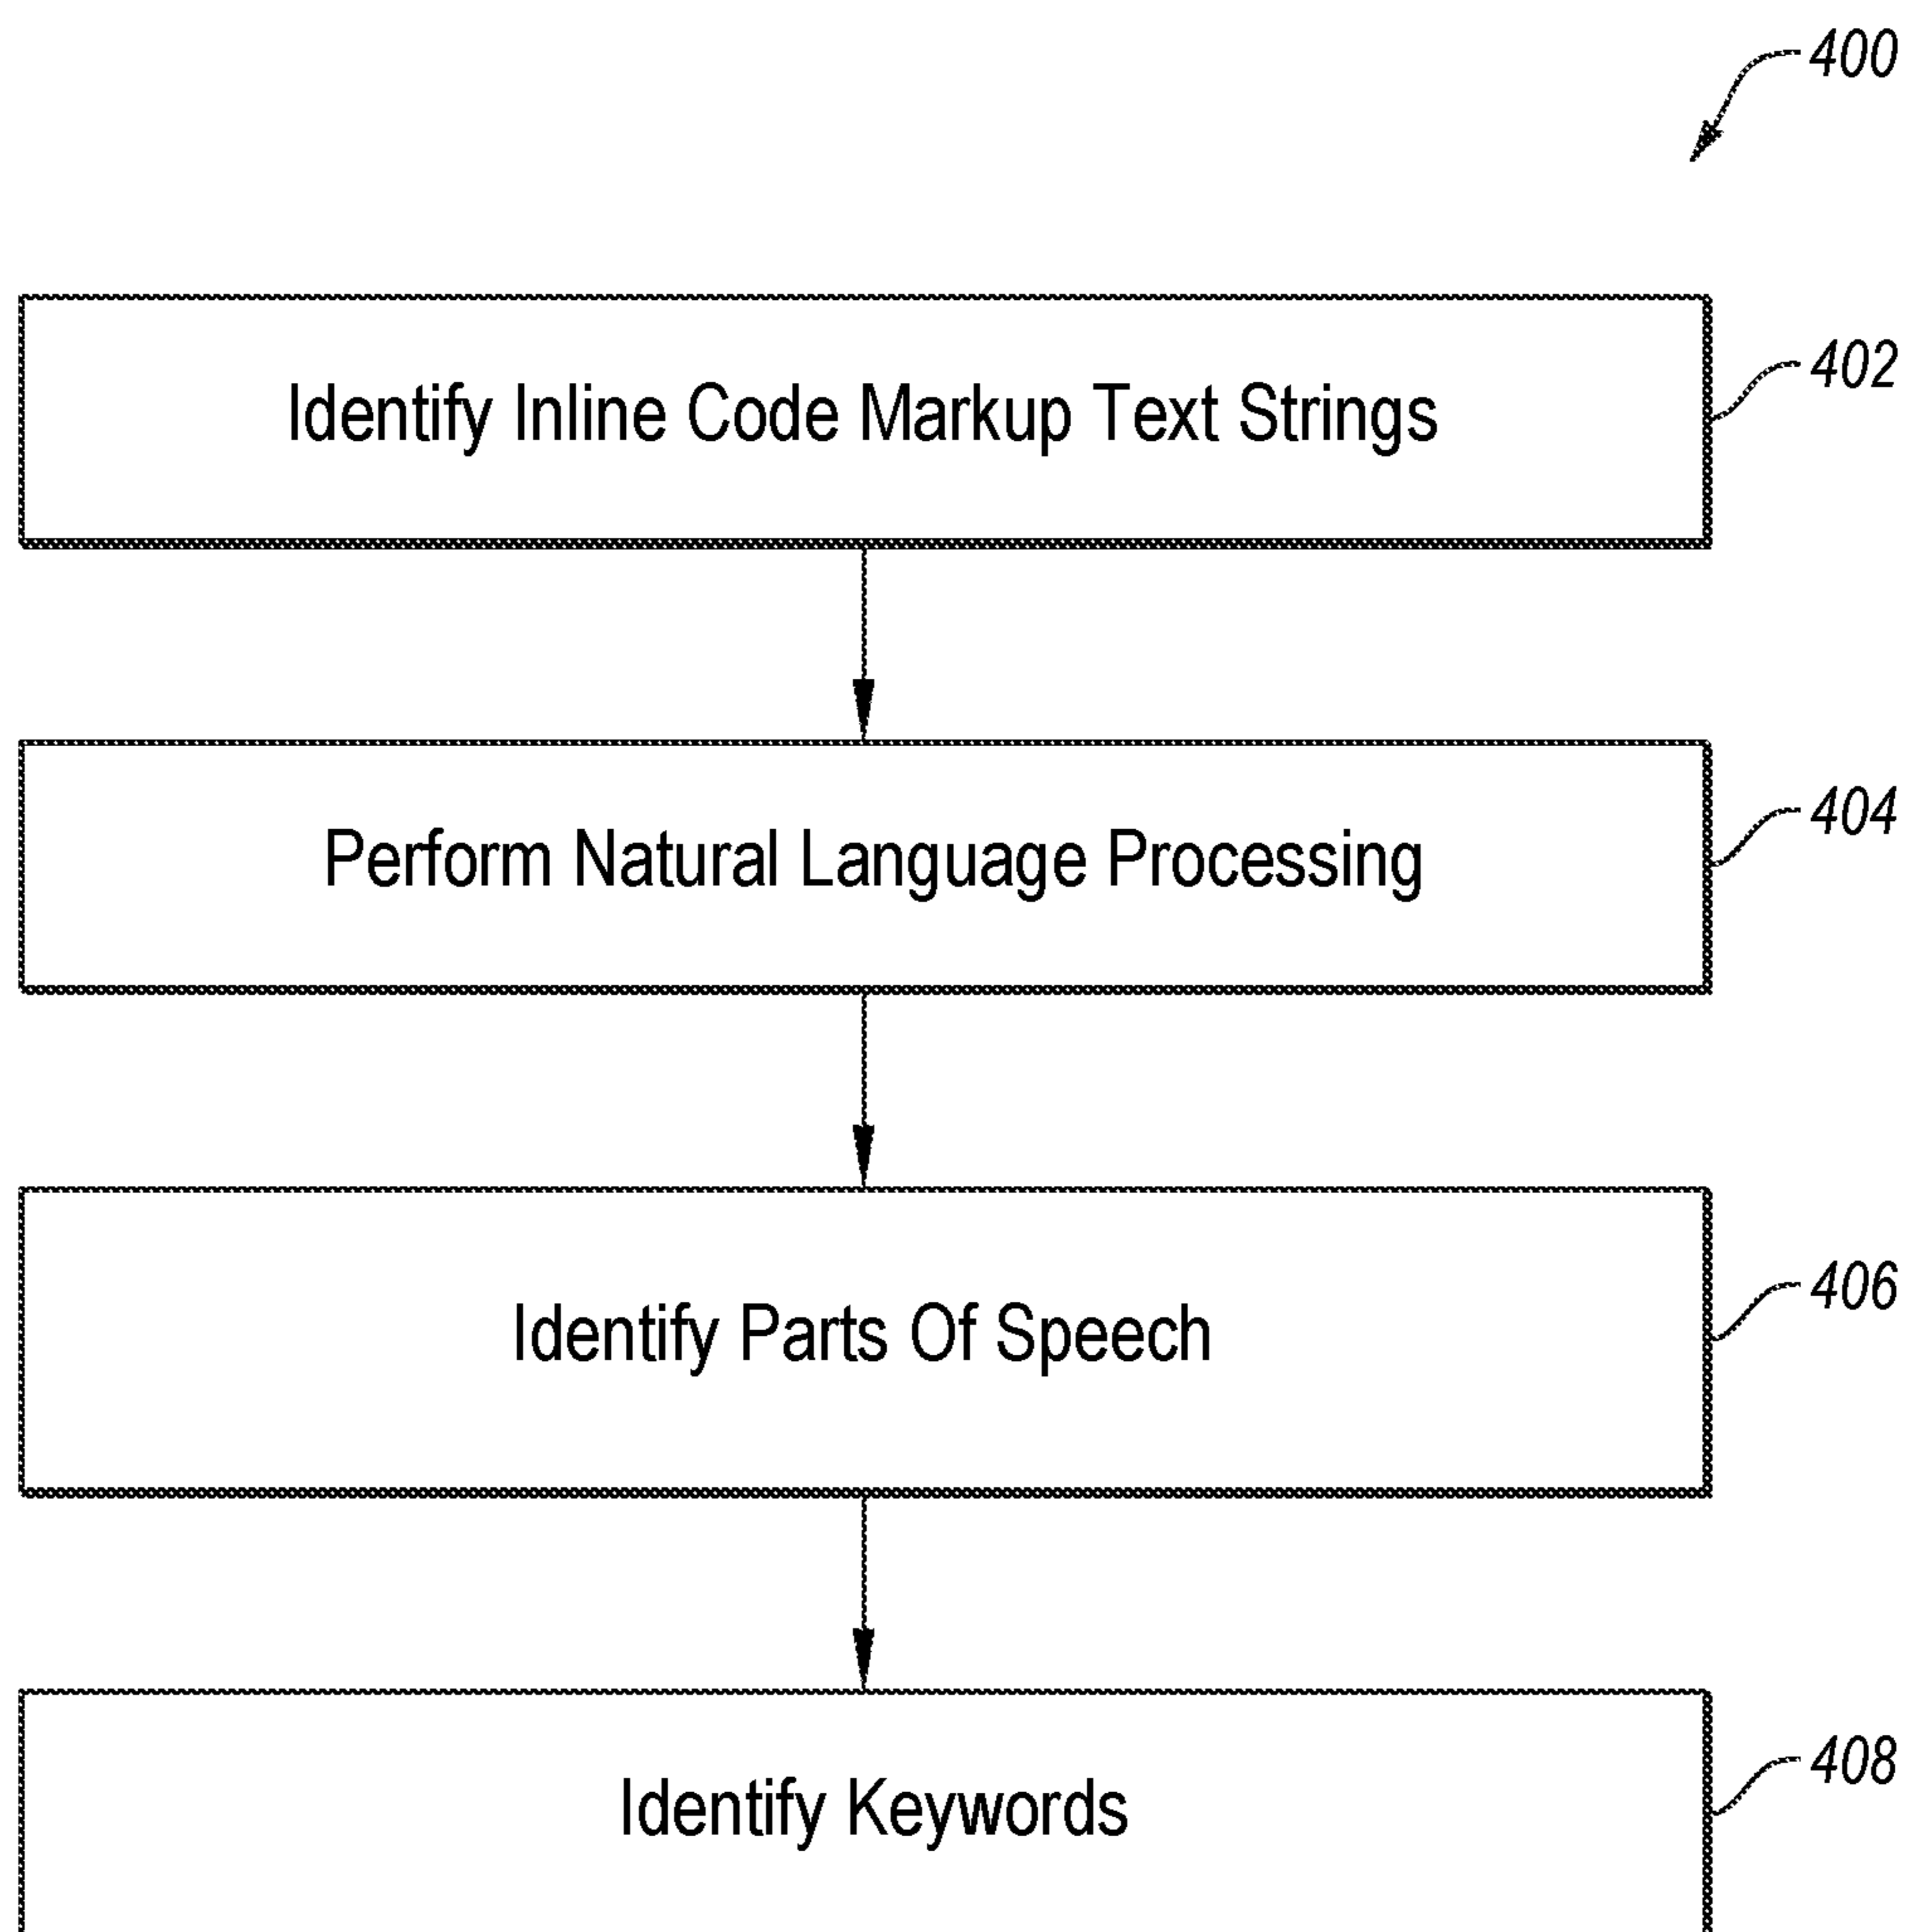 400
Identify Inline Code Markup Text Strings
402
Perform Natural Language Processing
404
Identify Parts Of Speech
406
Identify Keywords
408